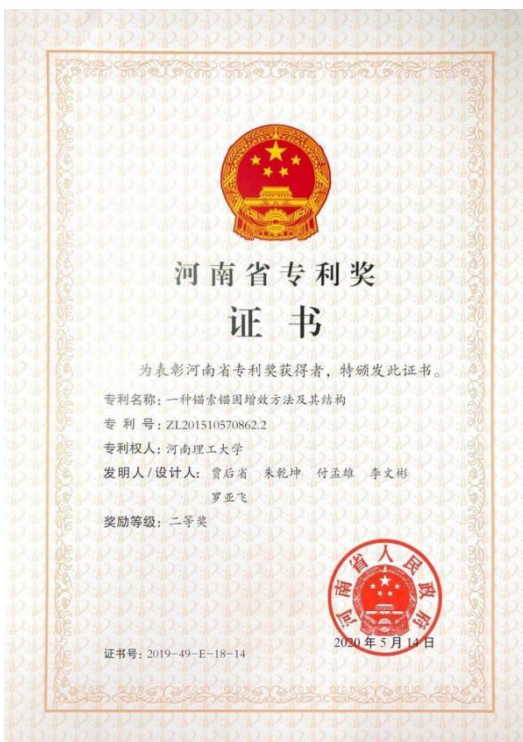 河南省专利奖
证书
为表彰河南省专利奖获得者，特颁发此证书。
专利名称：一种锚索锚固增效方法及其结构
专利号：ZL201510570862.2
专利权人：河南理工大学
发明人/设计人：贾后省 朱乾坤 付孟雄 李文彬
罗亚飞
奖励等级：二等奖
河南省人民政府
2020年5月14日
证书号：2019-49-E-18-14